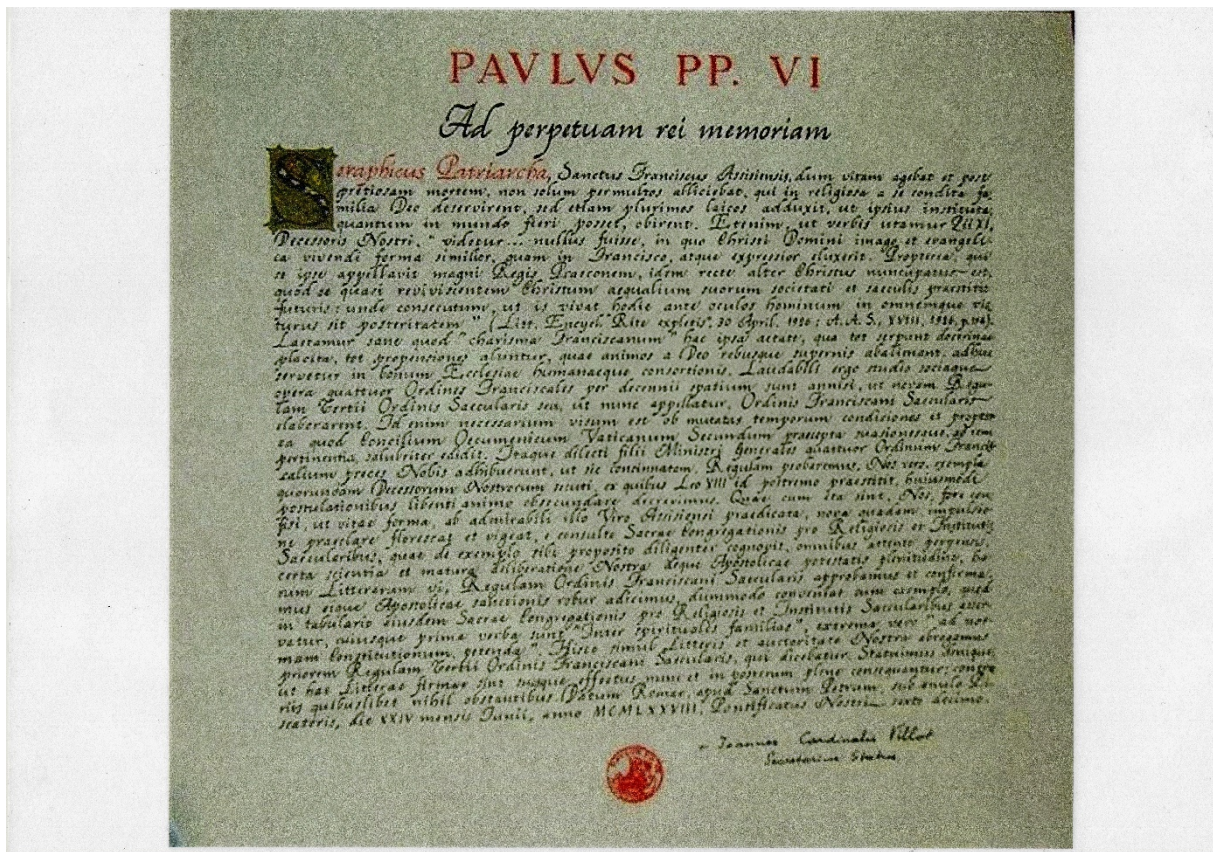 PAVLVS PP. VI
Ad perpetuam rei memoriam
Seraphicus Patriarcha, Sanctus Franciscus Assisiensis, dum vitam agebat et post
pretiosam mortem, non solum permultos alliciebat, qui in religiosa a se condita fa
milia Deo deservirent, sed etiam plurimos laicos adduxit, ut ipsius instituta,
quantum in mundo fieri posset, obirent. Etenim, ut verbis utamur Pii XI,
Decessoris Nostri, "videtur... nullus fuisse, in quo Christi Domini imago et evangeli-
ca vivendi forma similior, quam in Francisco, atque expressior eluxerit. Propterea, qui
se ipse appellavit magni Regis Praeconem, idem recte alter Christus nuncupatus est,
quod se quasi reviviscentem Christum aequalium suorum societati et saeculis praestitit
futuris: unde consecutum, ut is vivat hodie ante oculos hominum in omnemque vic
turus sit posteritatem" (Litt. Encycl. "Rite expiatis", 30 April. 1926; A.A.S., XVIII, 1926, p.
Laetamur sane quod "charisma Franciscanum" hac ipsa aetate, qua tot serpunt doctrinae
placita, tot propensiones aluntur, quae animos a Deo rebusque supernis abalienant, adhuc
servetur in bonum Ecclesiae humanaeque consortionis. Laudabili ergo studio sociaque
opera quattuor Ordines Franciscales per decennii spatium sunt annisi, ut novam Regu-
lam Tertii Ordinis Saecularis seu, ut nunc appellatur, Ordinis Franciscani Saecularis
elaborarent. Id enim necessarium visum est ob mutatas temporum condiciones et propter
ea quod Concilium Oecumenicum Vaticanum Secundum praecepta suasionesque, ad rem
pertinentia, salubriter edidit. Itaque dilecti filii Ministri Generales quattuor Ordinum Francis
calium preces Nobis adhibuerunt, ut sic concinnatam Regulam probaremus. Nos vero, exempla
quorundam Decessorum Nostrorum secuti, ex quibus Leo XIII id postremo praestitit, huiusmodi
postulationibus libenti animo obsecundare decrevimus. Quae cum ita sint, Nos, fore con
fisi, ut vitae forma, ab admirabili illo Viro Assisiensi praedicata, nova quadam impulsio
ne praeclare florescat et vigeat, e consulto Sacrae Congregationis pro Religiosis et Institutis
Saecularibus, quae de exemplo, sibi proposito diligenter cognovit, omnibus attente perpensis,
certa scientia et matura deliberatione Nostra deque Apostolicae potestatis plenitudine, ha
rum Litterarum vi, Regulam Ordinis Franciscani Saecularis approbamus et confirma
mus eique Apostolicae sanctionis robur adicimus, dummodo conveniat cum exemplo, quod
in tabulario eiusdem Sacrae Congregationis pro Religiosis et Institutis Saecularibus asser
vatur, cuiusque prima verba sunt "Inter spirituales familias", extrema vero "ad nor
mam Constitutionum, petenda". Hisce simul Litteris et auctoritate Nostra abrogamus
priorem Regulam Tertii Ordinis Franciscani Saecularis, qui dicebatur. Statuimus denique
ut hae Litterae firmae sint suosque effectus nunc et in posterum plene consequantur; contra
riis quibuslibet nihil obstantibus. Datum Romae, apud Sanctum Petrum, sub anulo Pi
scatoris, die XXIV mensis Iunii, anno MCMLXXVIII, Pontificatus Nostri sexto decimo.
Joannes Cardinalis Villot
Secretarius Status